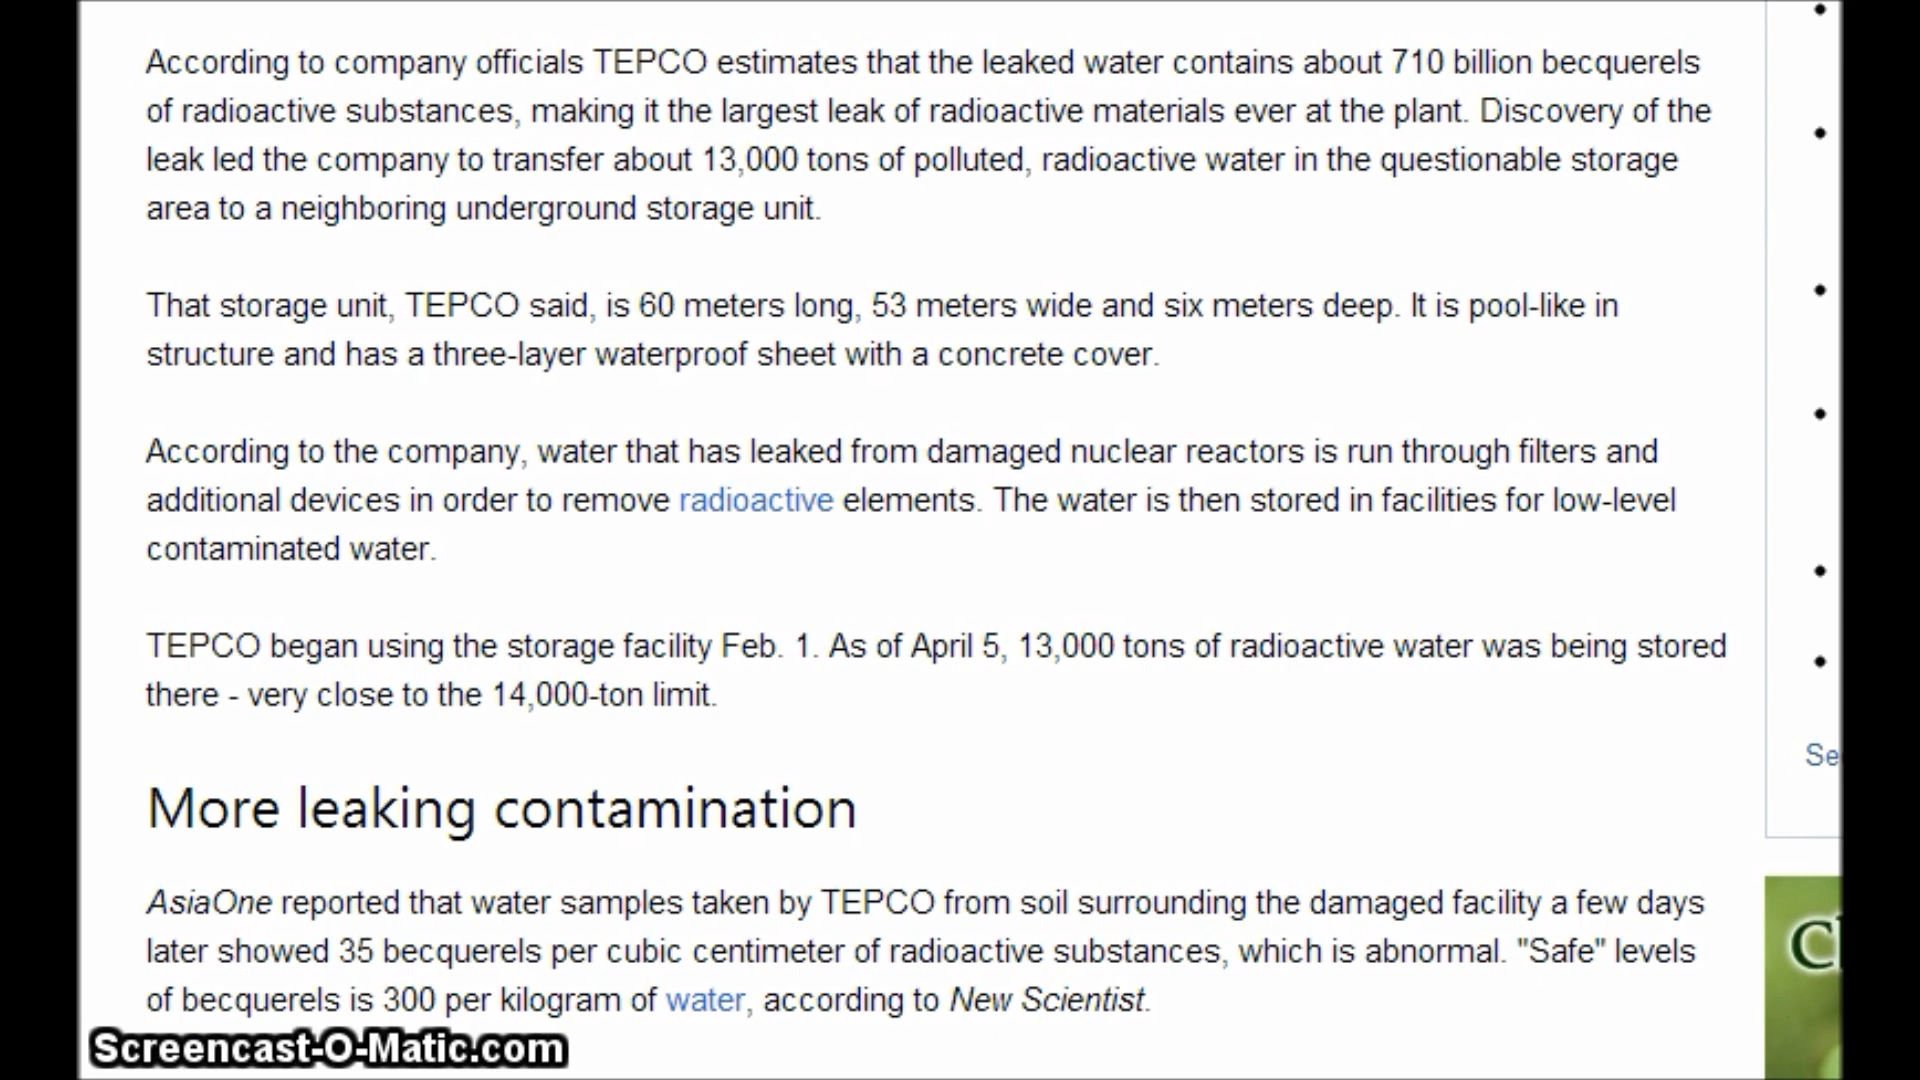 According to company officials TEPCO estimates that the leaked water contains about 710 billion becquerels
of radioactive substances, making it the largest leak of radioactive materials ever at the plant. Discovery of the
leak led the company to transfer about 13,000 tons of polluted, radioactive water in the questionable storage
area to a neighboring underground storage unit.
That storage unit, TEPCO said, is 60 meters long, 53 meters wide and six meters deep. It is pool-like in
structure and has a three-layer waterproof sheet with a concrete cover.
According to the company, water that has leaked from damaged nuclear reactors is run through filters and
additional devices in order to remove radioactive elements. The water is then stored in facilities for low-level
contaminated water.
TEPCO began using the storage facility Feb. 1. As of April 5, 13,000 tons of radioactive water was being stored
there - very close to the 14,000-ton limit.
More leaking contamination
AsiaOne reported that water samples taken by TEPCO from soil surrounding the damaged facility a few days
later showed 35 becquerels per cubic centimeter of radioactive substances, which is abnormal. "Safe" levels
of becquerels is 300 per kilogram of water, according to New Scientist.
Se
Screencast-O-Matic.com